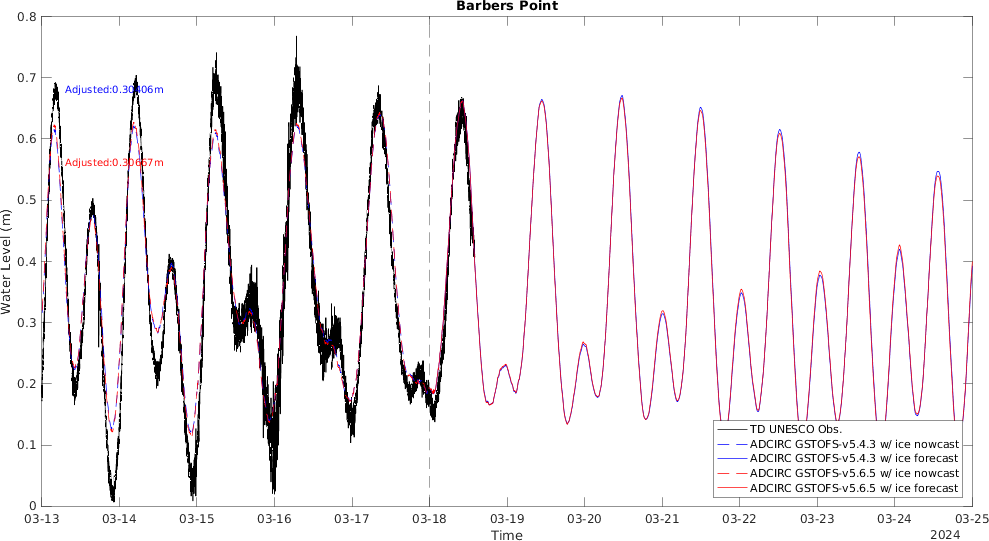 Barbers Point
0.8
0.7
0.6
0.5
0.4
0.3
0.2
0.1
0
Water Level (m)
Adjusted:0.30406m
Adjusted:0.30667m
TD UNESCO Obs.
ADCIRC GSTOFS-v5.4.3 w/ ice nowcast
ADCIRC GSTOFS-v5.4.3 w/ ice forecast
ADCIRC GSTOFS-v5.6.5 w/ ice nowcast
ADCIRC GSTOFS-v5.6.5 w/ ice forecast
03-13 03-14 03-15 03-16 03-17 03-18 03-19 03-20 03-21 03-22 03-23 03-24 03-25
Time
2024